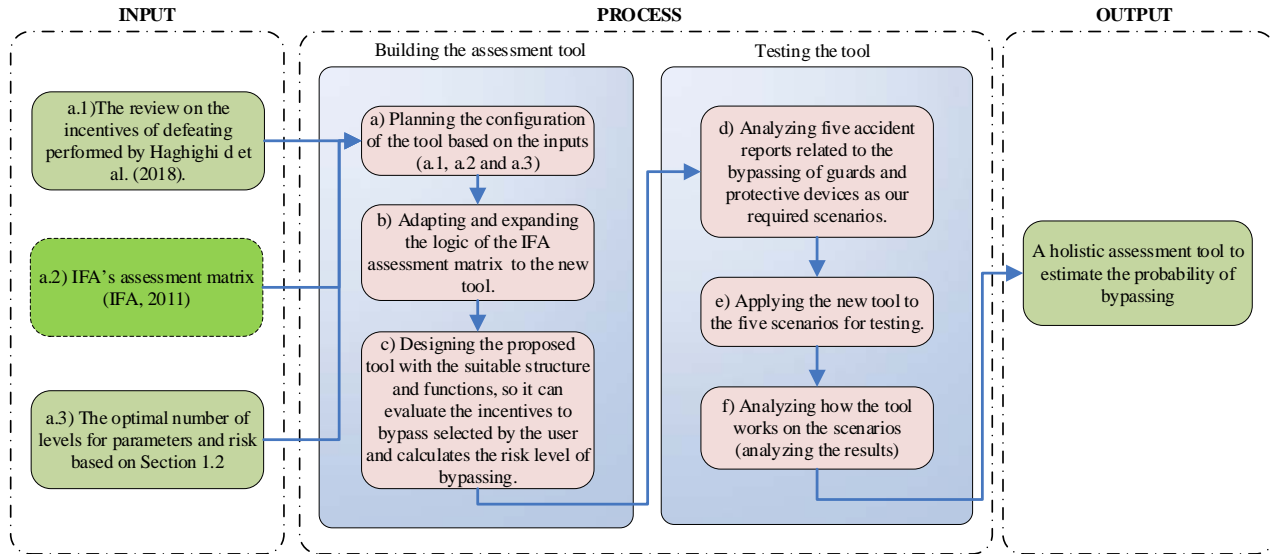 INPUT
a.1)The review on the
incentives of defeating
performed by Haghighi d et
al. (2018).
a.2) IFA's assessment matrix
(IFA, 2011)
a.3) The optimal number of
levels for parameters and risk
based on Section 1.2
PROCESS
Building the assessment tool
a) Planning the configuration
of the tool based on the inputs
(a.1, a.2 and a.3)
b) Adapting and expanding
the logic of the IFA
assessment matrix to the new
tool.
c) Designing the proposed
tool with the suitable structure
and functions, so it can
evaluate the incentives to
bypass selected by the user
and calculates the risk level of
bypassing.
Testing the tool
d) Analyzing five accident
reports related to the
bypassing of guards and
protective devices as our
required scenarios.
e) Applying the new tool to
the five scenarios for testing.
f) Analyzing how the tool
works on the scenarios
(analyzing the results)
OUTPUT
A holistic assessment tool to
estimate the probability of
bypassing